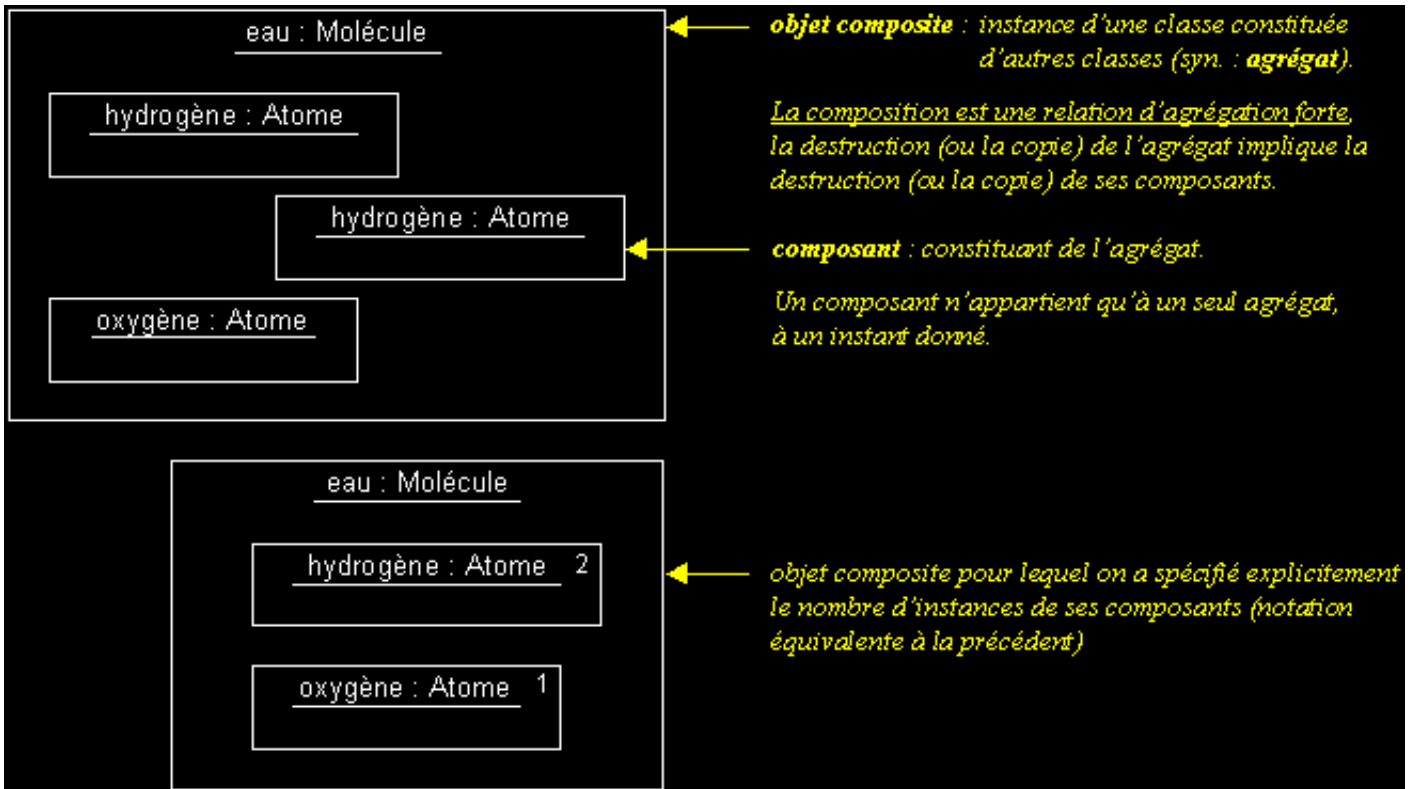 eau : Molécule
hydrogène : Atome
hydrogène : Atome
oxygène : Atome
objet composite : instance d'une classe constituée
d'autres classes (syn. : agrégat).
La composition est une relation d'agrégation forte,
la destruction (ou la copie) de l'agrégat implique la
destruction (ou la copie) de ses composants.
composant : constituant de l'agrégat.
Un composant n'appartient qu'à un seul agrégat,
à un instant donné.
eau : Molécule
hydrogène : Atome 2
oxygène : Atome 1
objet composite pour lequel on a spécifié explicitement
le nombre d'instances de ses composants (notation
équivalente à la précédent)